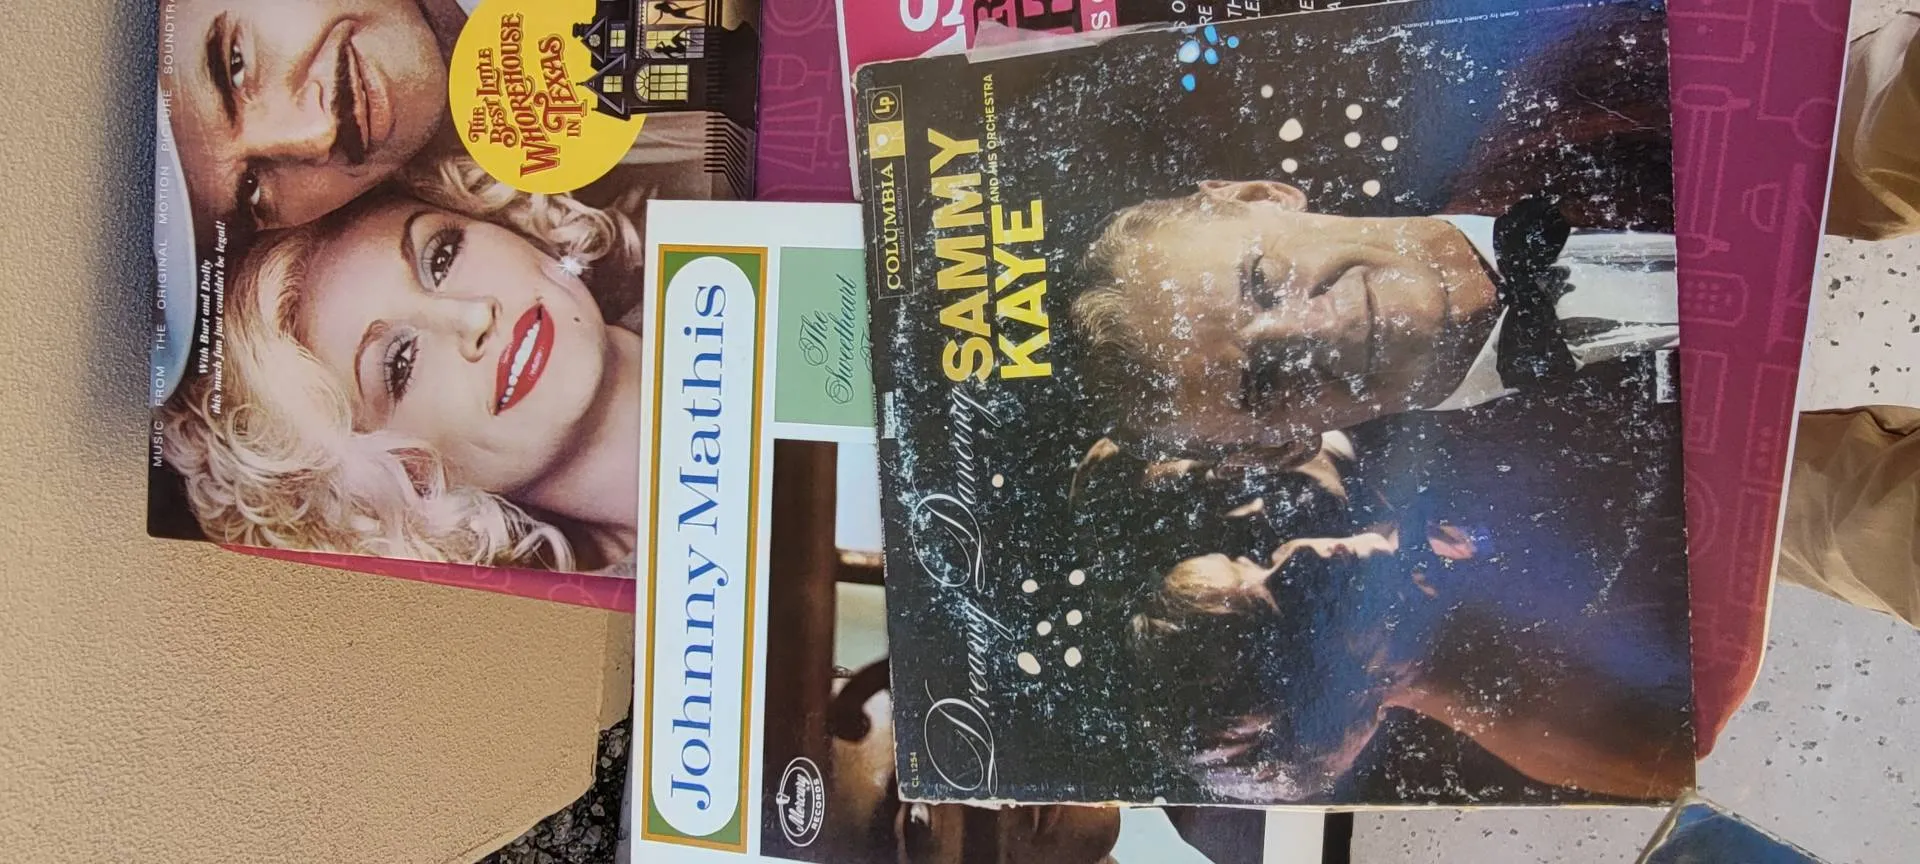 MUSIC FROM THE ORIGINAL MOTION PICTURE SOUNDTRA
With Burt and Dolly
this much fun just couldn't be legal!
THE
BEST LITTLE
WHOREHOUSE
IN TEXAS
Johnny Mathis
The
Sweetheart
Mercury
RECORDS
COLUMBIA
Lp
Dreamy Dancing
SAMMY
KAYE
AND HIS ORCHESTRA
CL 1254